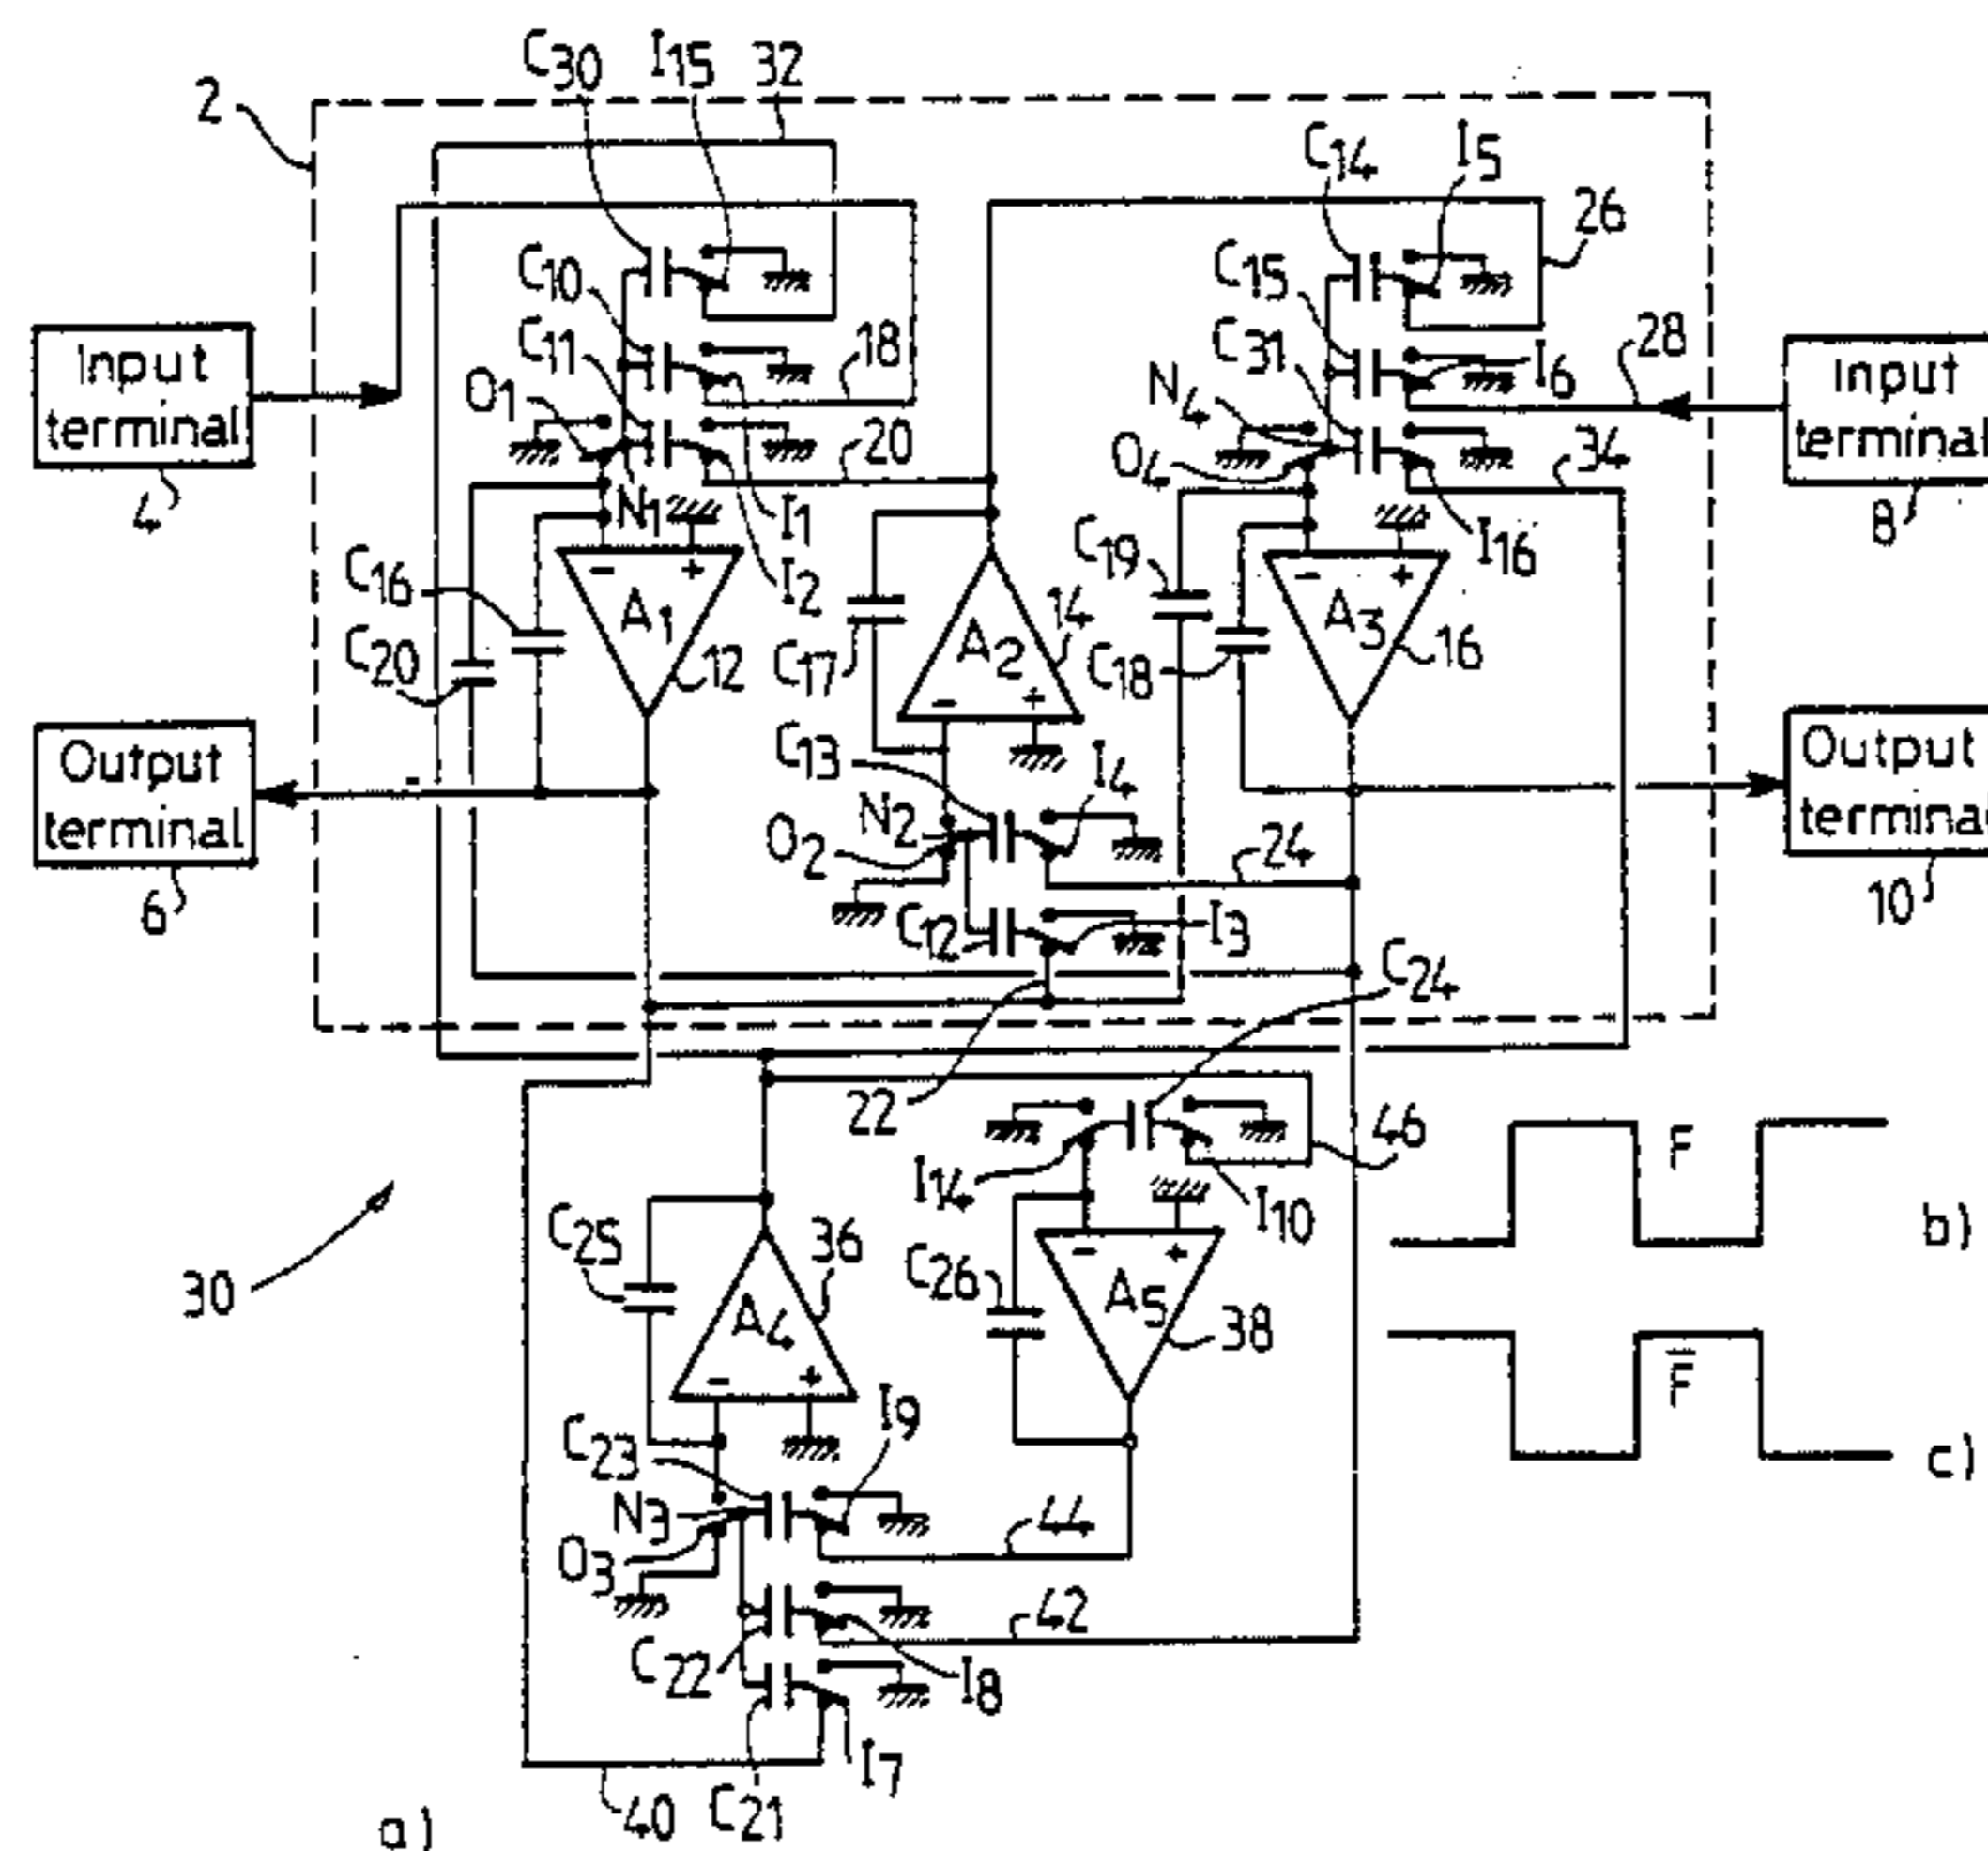 C30 I15 32
2
C14 I5
26
C10
C15
C11
18
C31
28
I6
Input terminal
Input terminal
O1
N4
20
O4
34
4
N1
I1
8
C19
I16
C16
I2
A1
14
A3
C20
12
C17
A2
C18
16
- +
- +
- +
C13
I4
Output terminal
Output terminal
N2
O2
24
6
C12
I3
10
C24
22
46
F
I14
I10
b)
30
C25
36
C26
- +
A4
A5
38
F̅
- +
I9
C23
c)
N3
44
O3
42
C22
I8
I7
40
C21
a)